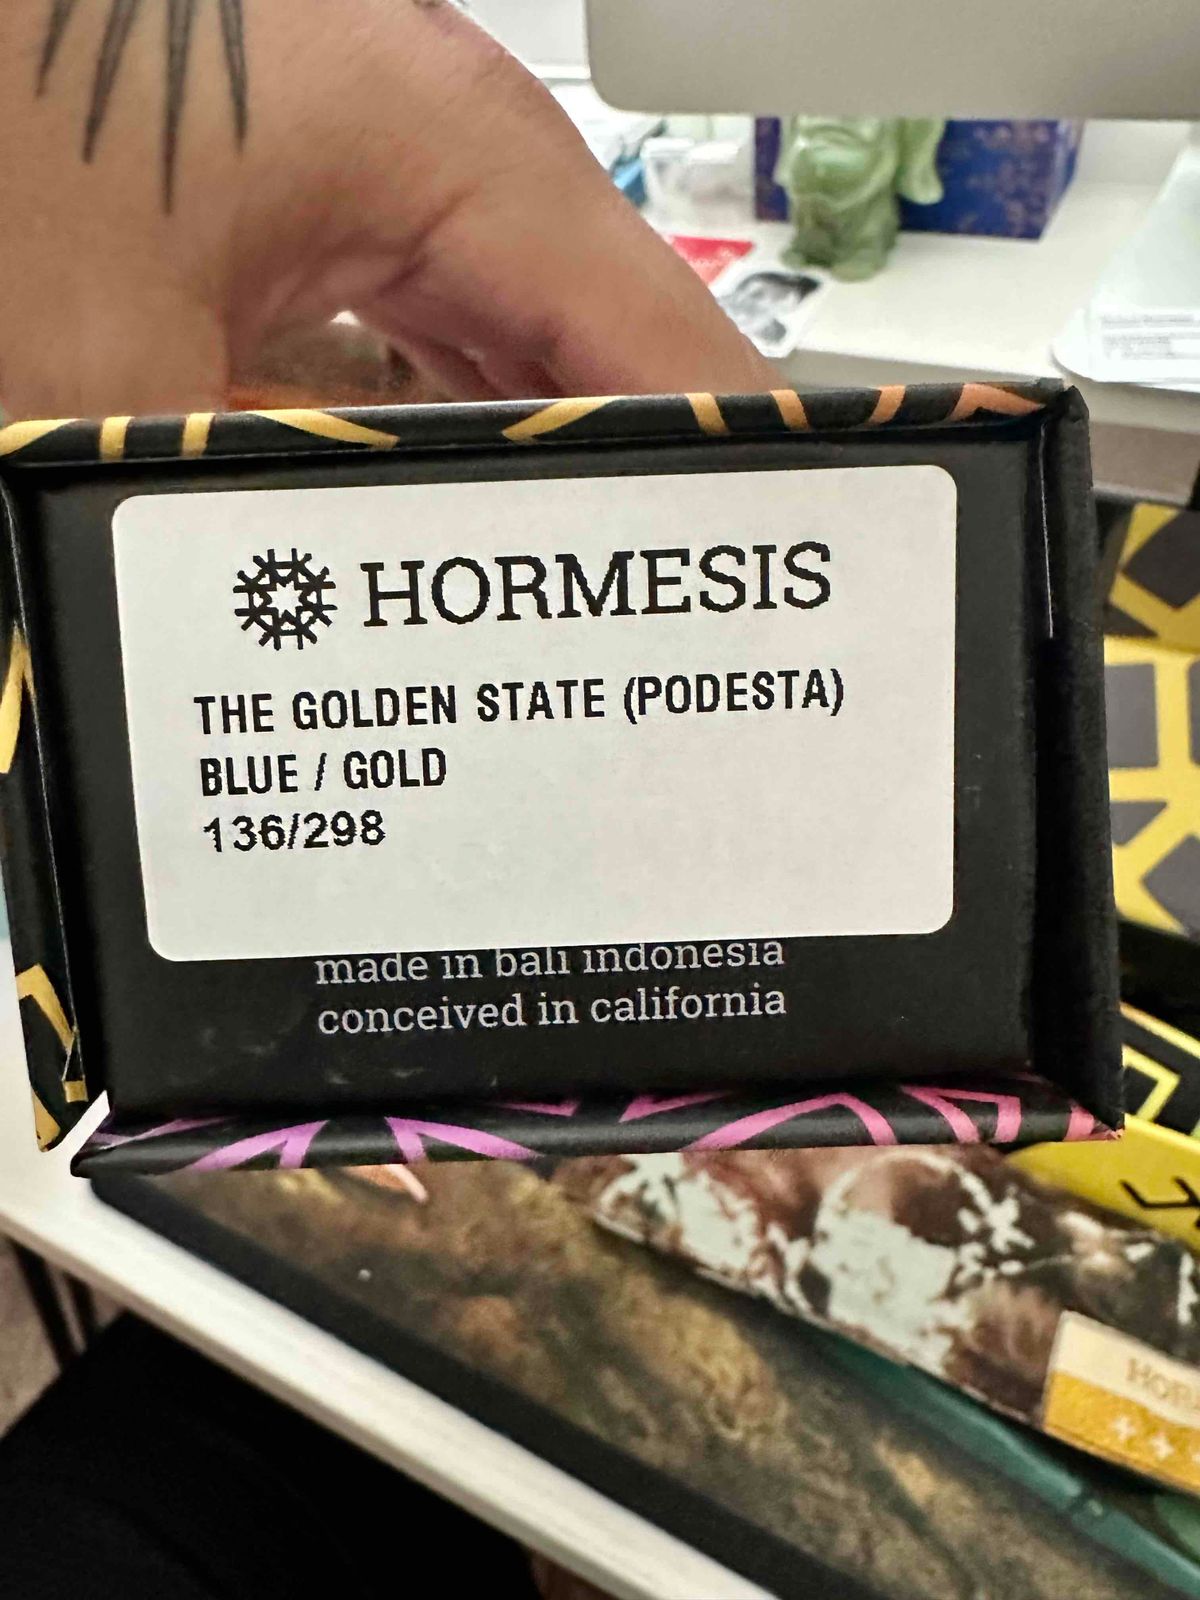 HORMESIS
THE GOLDEN STATE (PODESTA)
BLUE / GOLD
136/298
made in bali indonesia
conceived in california